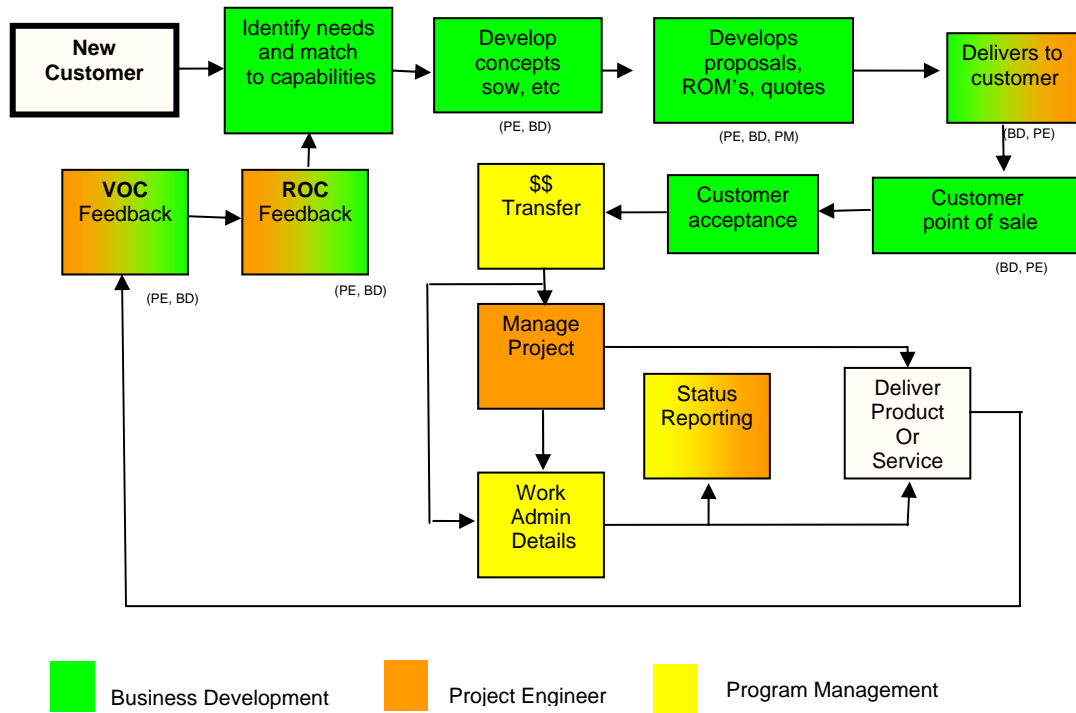 New
Customer
Identify needs
and match
to capabilities
Develop
concepts
sow, etc
(PE, BD)
Develops
proposals,
ROM's, quotes
(PE, BD, PM)
Delivers to
customer
(BD, PE)
VOC
Feedback
(PE, BD)
ROC
Feedback
(PE, BD)
$$
Transfer
Customer
acceptance
Customer
point of sale
(BD, PE)
Manage
Project
Status
Reporting
Deliver
Product
Or
Service
Work
Admin
Details
Business Development
Project Engineer
Program Management